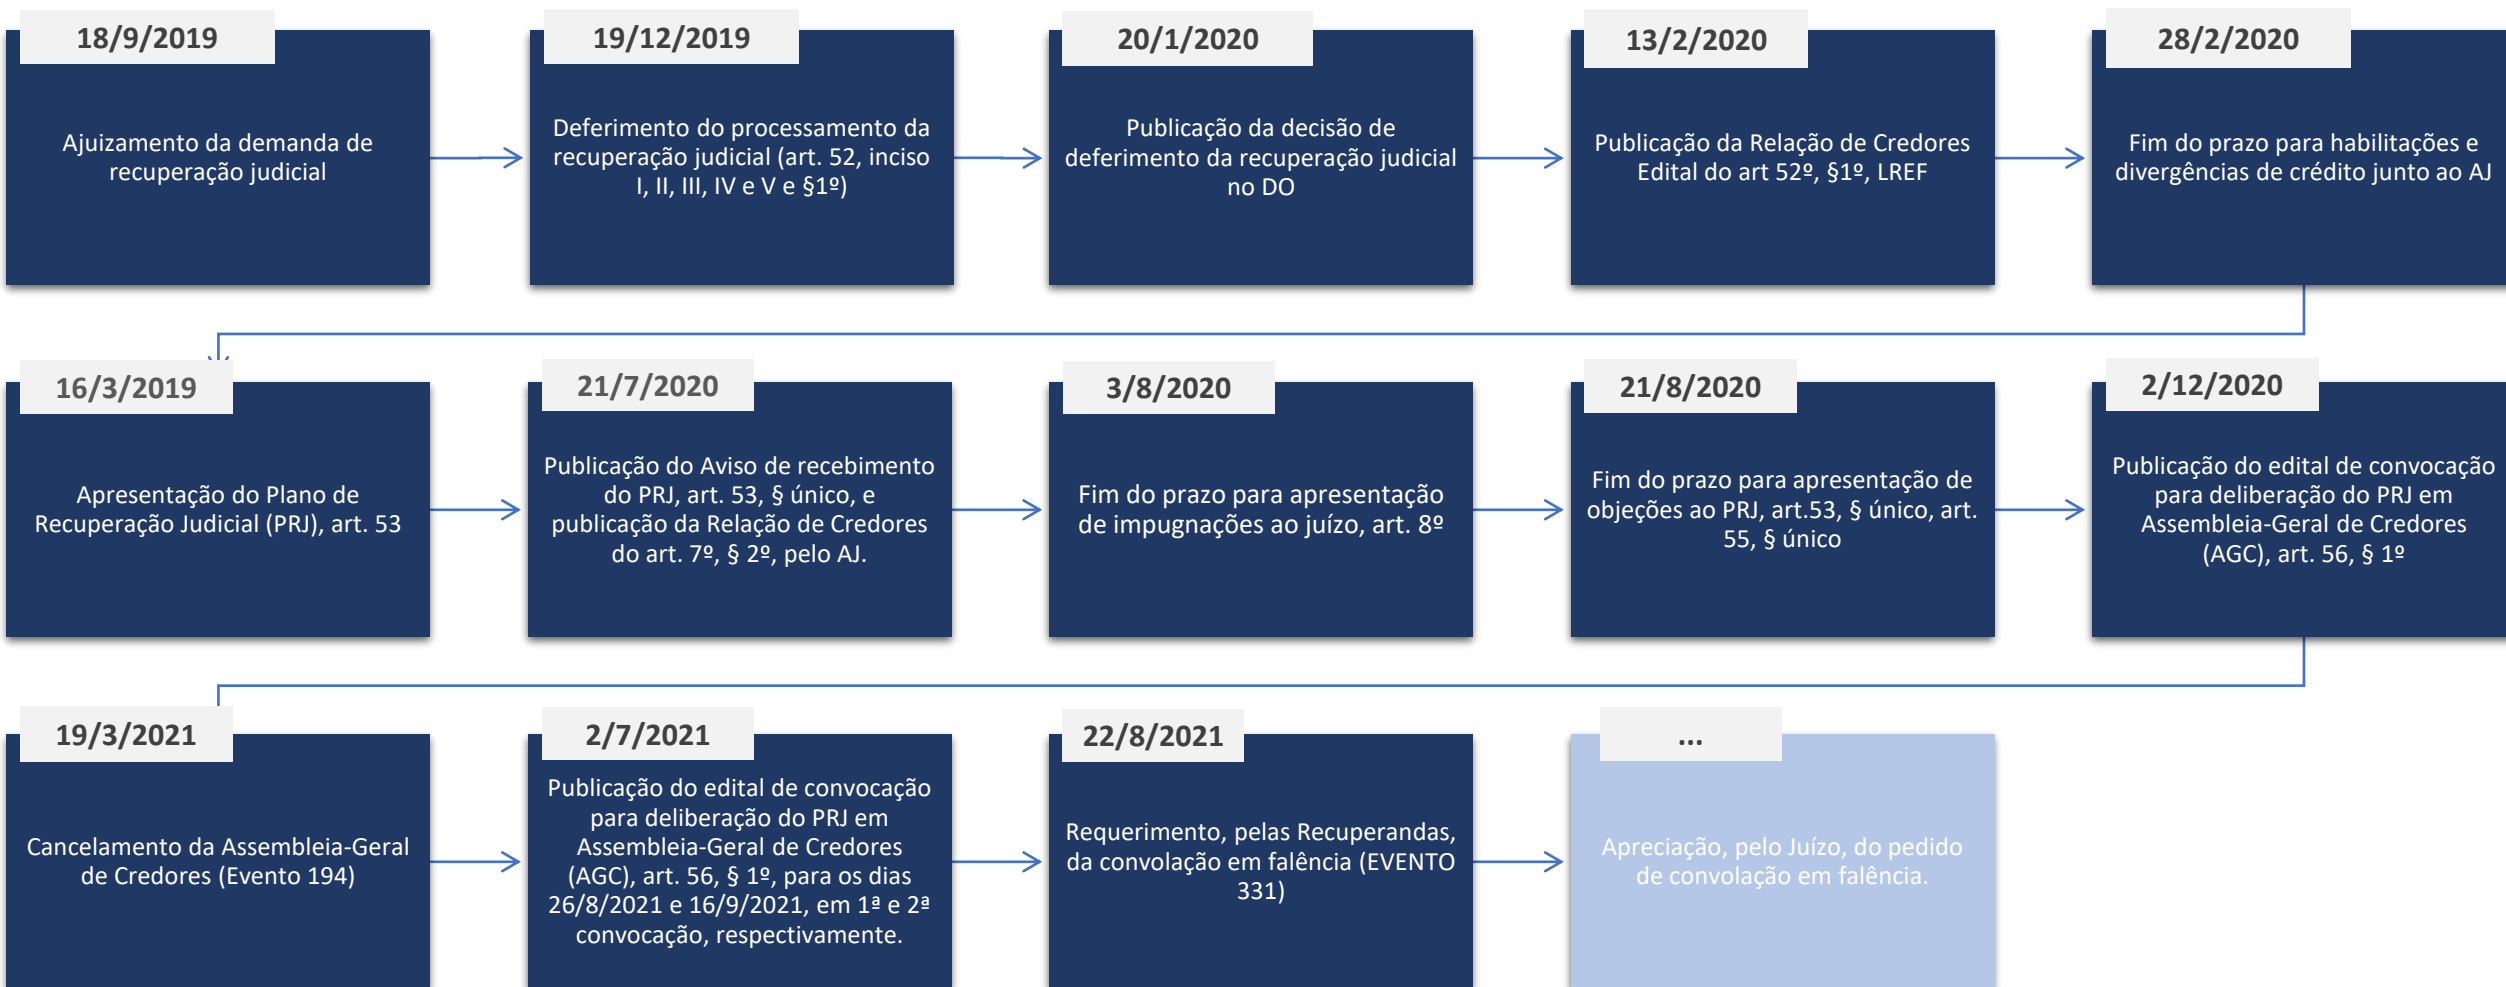 18/9/2019
Ajuizamento da demanda de
recuperação judicial
19/12/2019
Deferimento do processamento da
recuperação judicial (art. 52, inciso
I, II, III, IV e V e §1º)
20/1/2020
Publicação da decisão de
deferimento da recuperação judicial
no DO
13/2/2020
Publicação da Relação de Credores
Edital do art 52º, §1º, LREF
28/2/2020
Fim do prazo para habilitações e
divergências de crédito junto ao AJ
16/3/2019
Apresentação do Plano de
Recuperação Judicial (PRJ), art. 53
21/7/2020
Publicação do Aviso de recebimento
do PRJ, art. 53, § único, e
publicação da Relação de Credores
do art. 7º, § 2º, pelo AJ.
3/8/2020
Fim do prazo para apresentação
de impugnações ao juízo, art. 8º
21/8/2020
Fim do prazo para apresentação de
objeções ao PRJ, art.53, § único, art.
55, § único
2/12/2020
Publicação do edital de convocação
para deliberação do PRJ em
Assembleia-Geral de Credores
(AGC), art. 56, § 1º
19/3/2021
Cancelamento da Assembleia-Geral
de Credores (Evento 194)
2/7/2021
Publicação do edital de convocação
para deliberação do PRJ em
Assembleia-Geral de Credores
(AGC), art. 56, § 1º, para os dias
26/8/2021 e 16/9/2021, em 1ª e 2ª
convocação, respectivamente.
22/8/2021
Requerimento, pelas Recuperandas,
da convolação em falência (EVENTO
331)
...
Apreciação, pelo Juízo, do pedido
de convolação em falência.